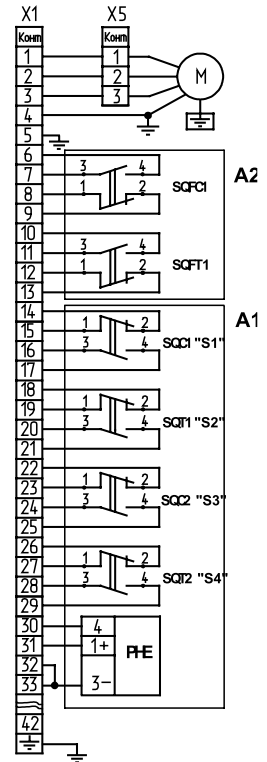 X1 X5
Конт Конт
1 1
2 2 M
3 3
4
5
6
7 3 4 A2
8 1 2 SQFC1
9
10
11 3 4
12 1 2 SQFT1
13
14 A1
15 1 2
16 3 4 SQC1 "S1"
17
18
19 1 2
20 3 4 SQT1 "S2"
21
22
23 1 2
24 3 4 SQC2 "S3"
25
26
27 1 2
28 3 4 SQT2 "S4"
29
30 4
31 1+ PHE
32
33 3-
42